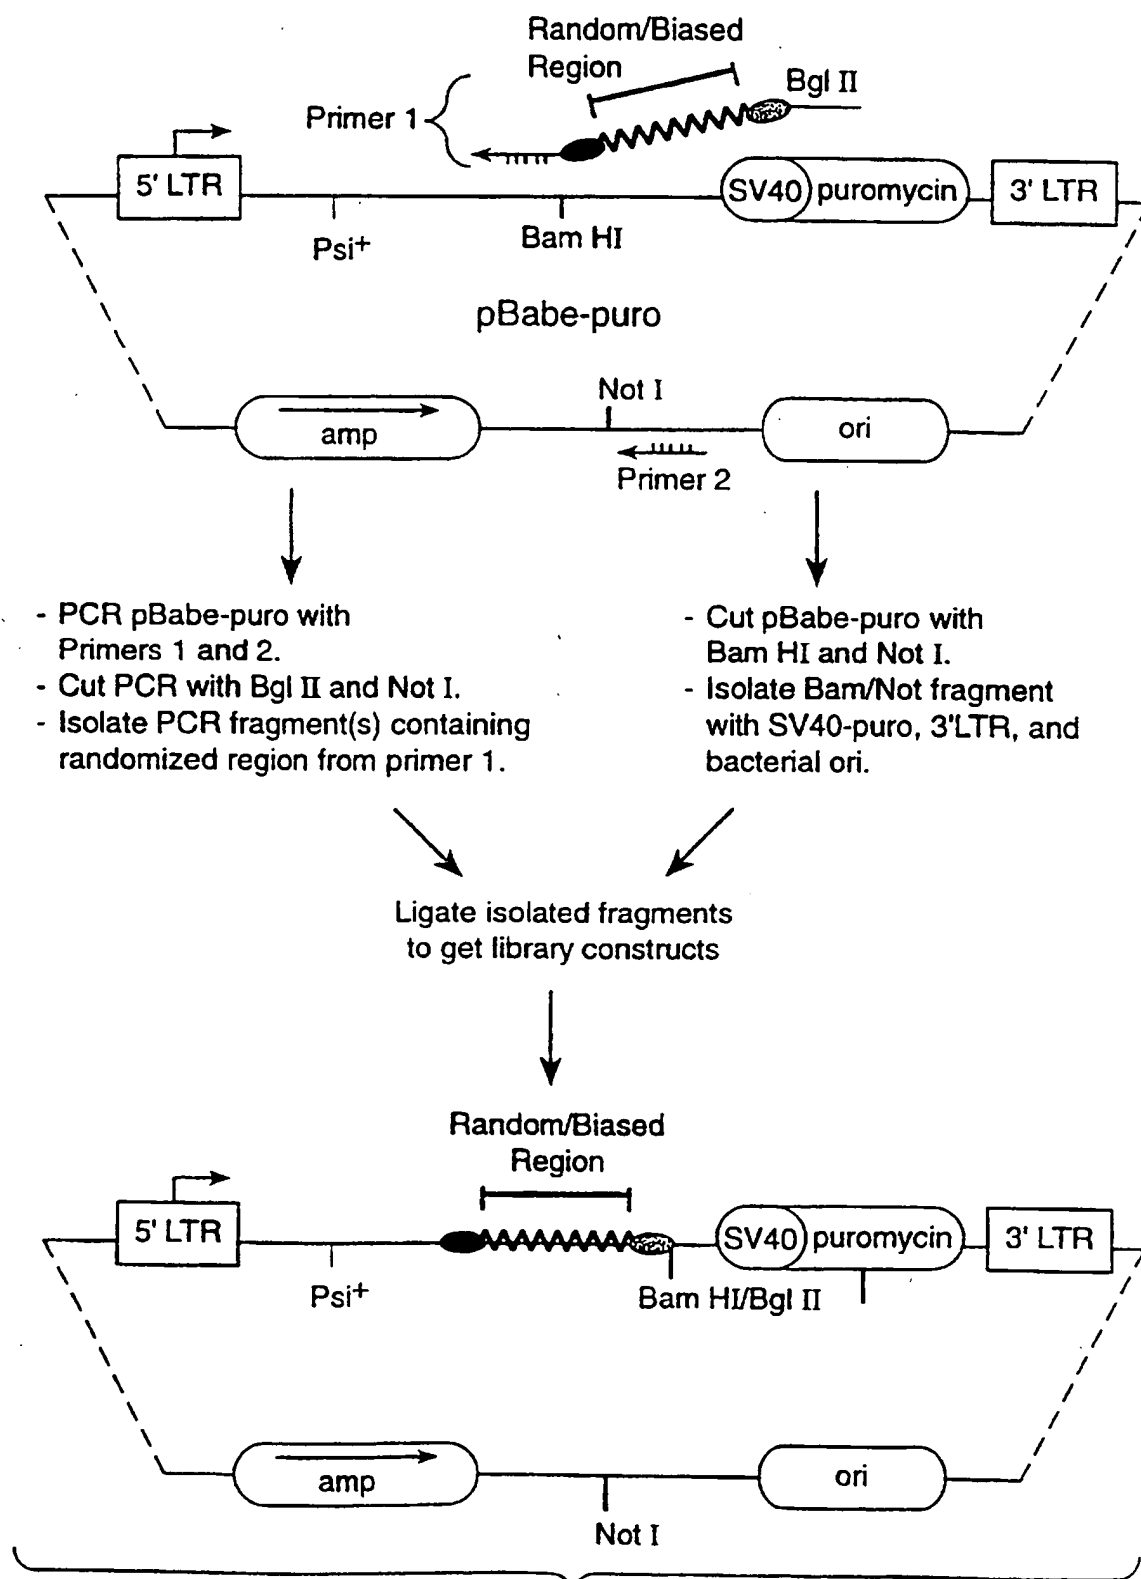 Random/Biased
Region
Bgl II
Primer 1
5' LTR
SV40
puromycin
3' LTR
Psi+
Bam HI
pBabe-puro
Not I
amp
ori
Primer 2
- PCR pBabe-puro with
Primers 1 and 2.
- Cut PCR with Bgl II and Not I.
- Isolate PCR fragment(s) containing
randomized region from primer 1.
- Cut pBabe-puro with
Bam HI and Not I.
- Isolate Bam/Not fragment
with SV40-puro, 3'LTR, and
bacterial ori.
Ligate isolated fragments
to get library constructs
Random/Biased
Region
5' LTR
SV40
puromycin
3' LTR
Psi+
Bam HI/Bgl II
amp
ori
Not I